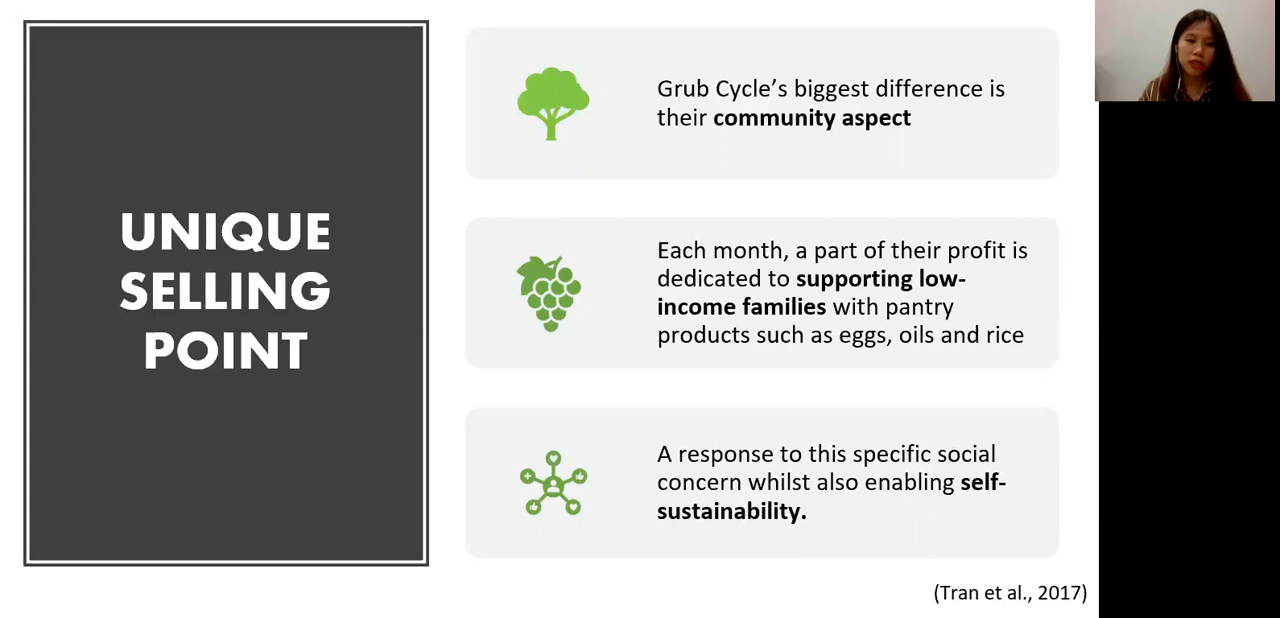 UNIQUE
SELLING
POINT
Grub Cycle’s biggest difference is
their community aspect
Each month, a part of their profit is
dedicated to supporting low-
income families with pantry
products such as eggs, oils and rice
A response to this specific social
concern whilst also enabling self-
sustainability.
(Tran et al., 2017)